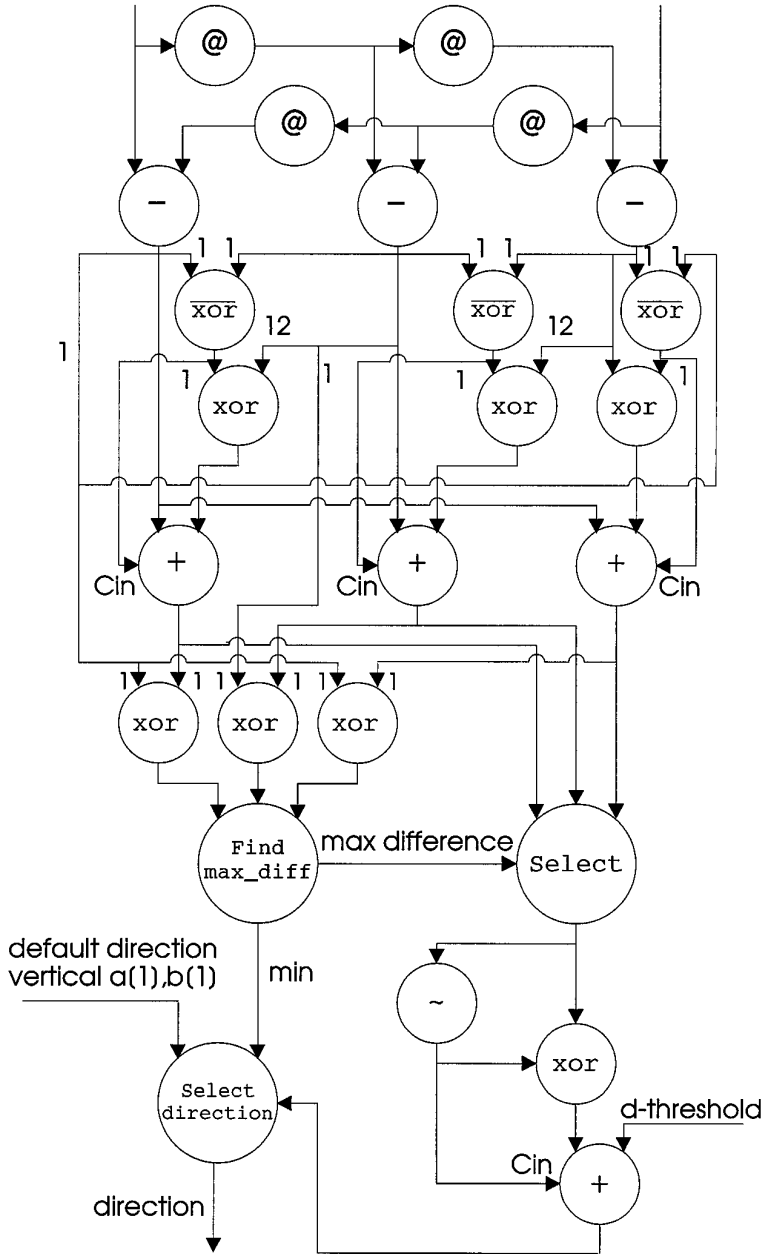 @ @
@ @
- - -
1 1 1 1 1 1
xor xor xor
12 12
1 1 1 1 1
xor xor xor
+ + +
Cin Cin Cin
1 1 1 1 1 1
xor xor xor
Find
max_diff
max difference
Select
default direction
vertical a(1),b(1)
min
~
xor
Select
direction
d-threshold
Cin
+
direction